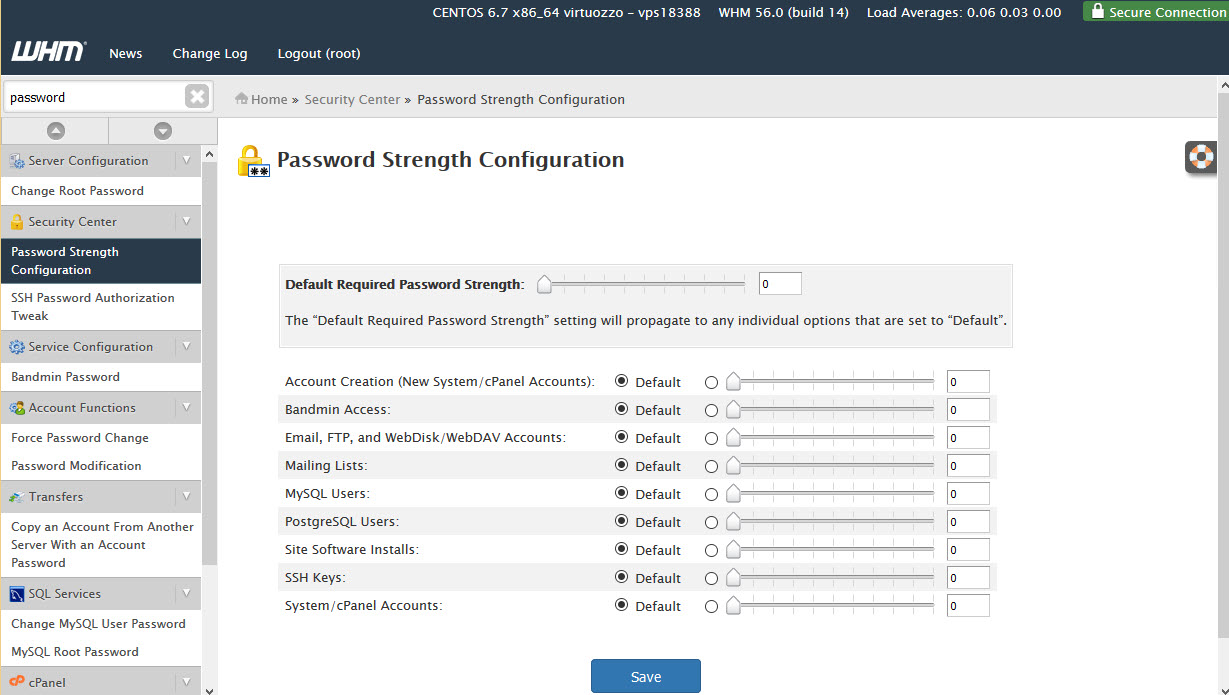 CENTOS 6.7 x86_64 virtuozzo – vps18388 WHM 56.0 (build 14) Load Averages: 0.06 0.03 0.00 Secure Connection
WHM News Change Log Logout (root)
password
Home » Security Center » Password Strength Configuration
Server Configuration
Change Root Password
Security Center
Password Strength
Configuration
SSH Password Authorization
Tweak
Service Configuration
Bandmin Password
Account Functions
Force Password Change
Password Modification
Transfers
Copy an Account From Another
Server With an Account
Password
SQL Services
Change MySQL User Password
MySQL Root Password
cPanel
** Password Strength Configuration
Default Required Password Strength: 0
The “Default Required Password Strength” setting will propagate to any individual options that are set to “Default”.
Account Creation (New System/cPanel Accounts): Default 0
Bandmin Access: Default 0
Email, FTP, and WebDisk/WebDAV Accounts: Default 0
Mailing Lists: Default 0
MySQL Users: Default 0
PostgreSQL Users: Default 0
Site Software Installs: Default 0
SSH Keys: Default 0
System/cPanel Accounts: Default 0
Save